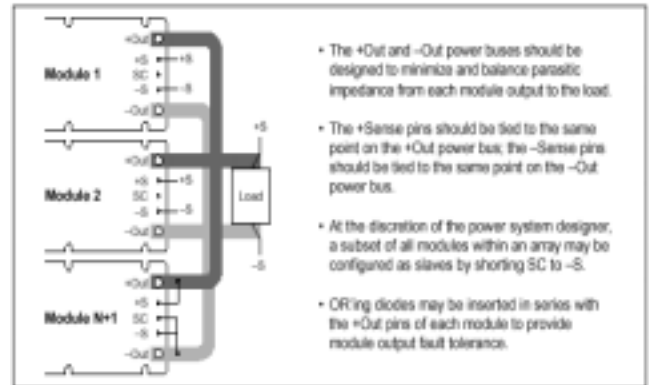 +Out
Module 1
+S
+S
SC
-S
-S
-Out
+S
+Out
Module 2
+S
+S
SC
-S
-S
Load
-Out
-S
+Out
+S
Module N+1
SC
-S
-Out
• The +Out and –Out power buses should be
designed to minimize and balance parasitic
impedance from each module output to the load.
• The +Sense pins should be tied to the same
point on the +Out power bus; the –Sense pins
should be tied to the same point on the –Out
power bus.
• At the discretion of the power system designer,
a subset of all modules within an array may be
configured as slaves by shorting SC to –S.
• OR'ing diodes may be inserted in series with
the +Out pins of each module to provide
module output fault tolerance.